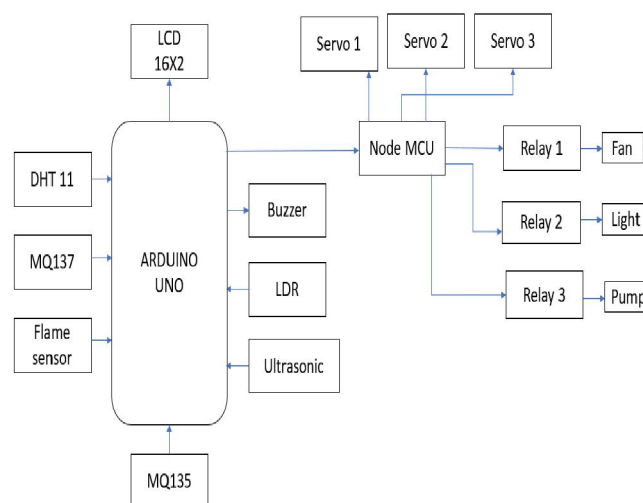 LCD
16X2
Servo 1
Servo 2
Servo 3
Node MCU
Relay 1
Fan
DHT 11
Buzzer
Relay 2
Light
MQ137
ARDUINO
UNO
LDR
Relay 3
Pump
Flame
sensor
Ultrasonic
MQ135